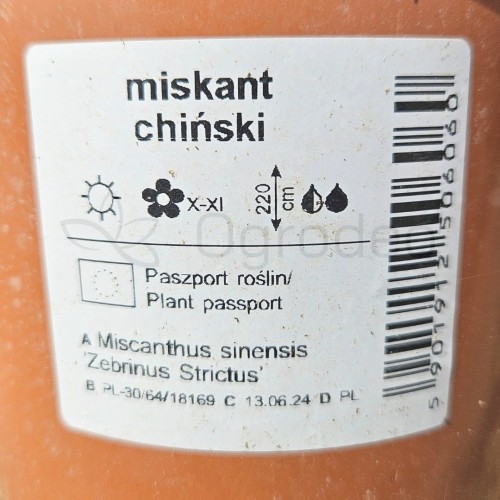 miskant
chiński
X-XI
220
cm
Paszport roślin/
Plant passport
A Miscanthus sinensis
'Zebrinus Strictus'
B PL-30/64/18169 C 13.06.24 D PL
5901912506060